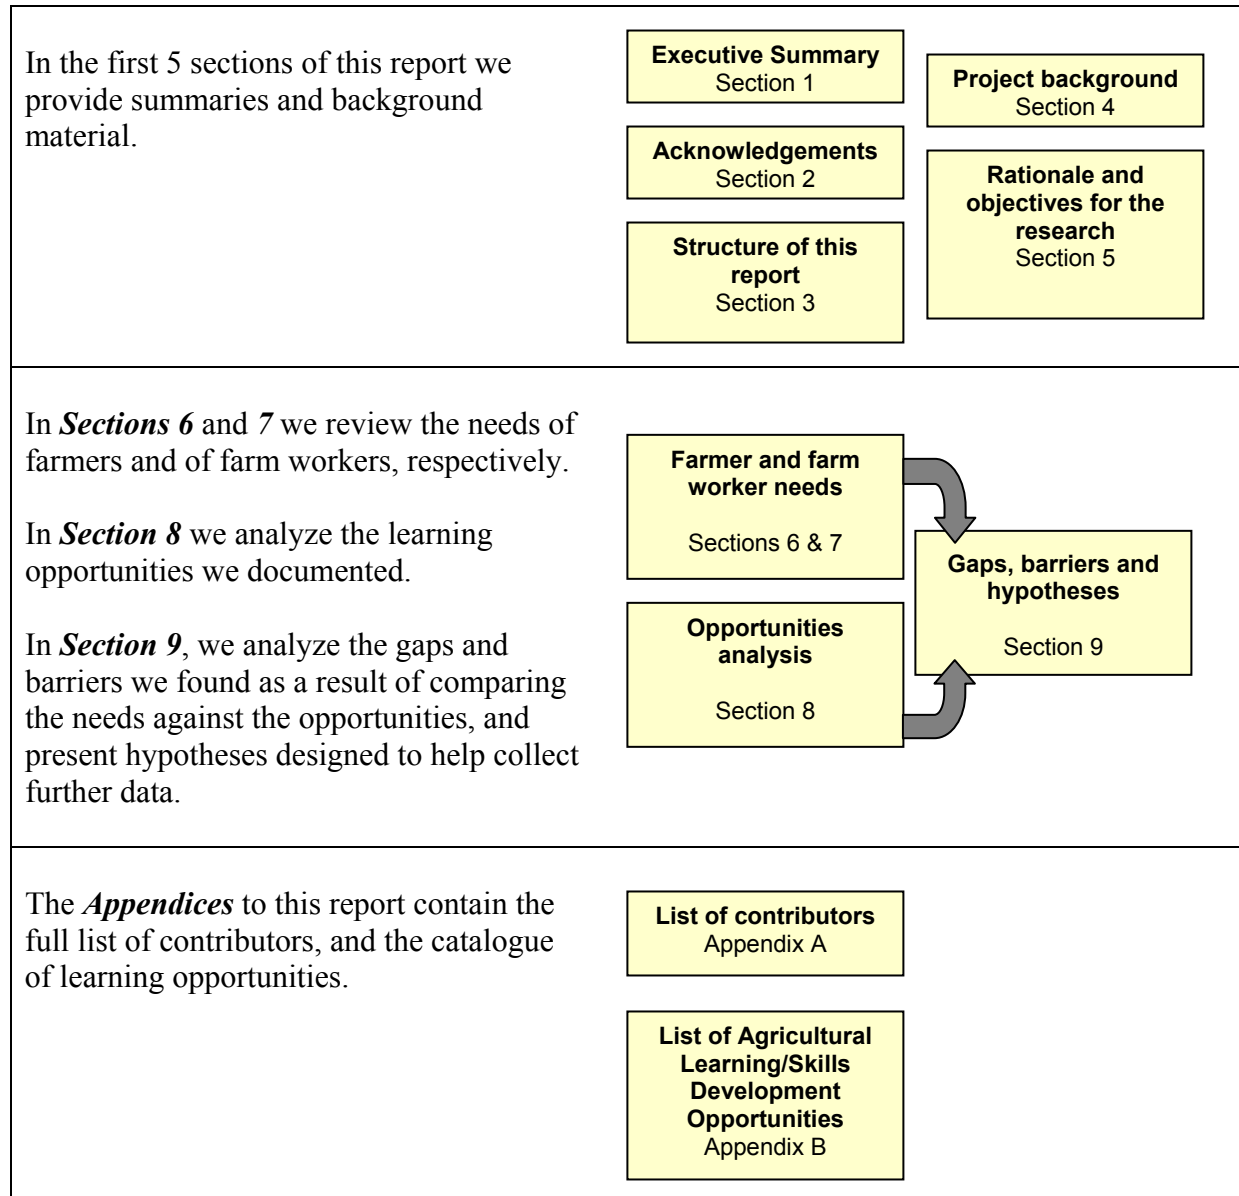 In the first 5 sections of this report we
provide summaries and background
material.
Executive Summary
Section 1
Acknowledgements
Section 2
Structure of this
report
Section 3
Project background
Section 4
Rationale and
objectives for the
research
Section 5
In Sections 6 and 7 we review the needs of
farmers and of farm workers, respectively.
In Section 8 we analyze the learning
opportunities we documented.
In Section 9, we analyze the gaps and
barriers we found as a result of comparing
the needs against the opportunities, and
present hypotheses designed to help collect
further data.
Farmer and farm
worker needs
Sections 6 & 7
Opportunities
analysis
Section 8
Gaps, barriers and
hypotheses
Section 9
The Appendices to this report contain the
full list of contributors, and the catalogue
of learning opportunities.
List of contributors
Appendix A
List of Agricultural
Learning/Skills
Development
Opportunities
Appendix B